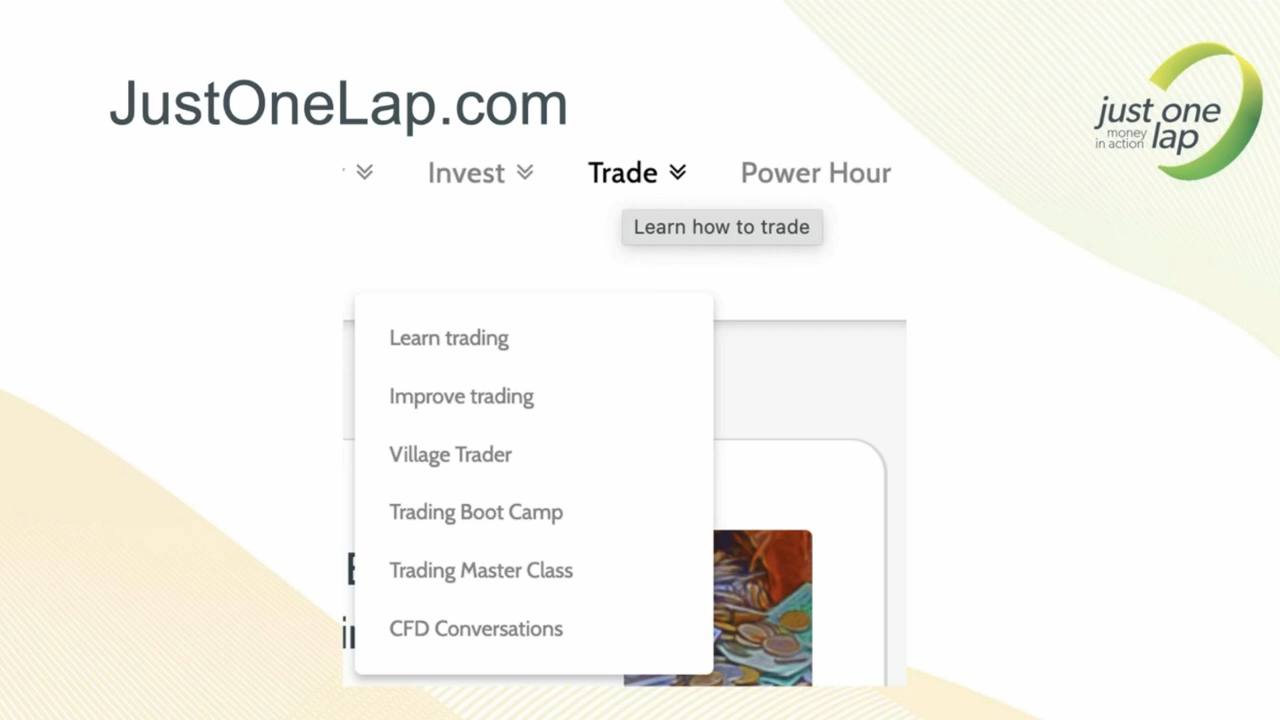 JustOneLap.com
just one
money
in action lap
Invest
Trade
Power Hour
Learn how to trade
Learn trading
Improve trading
Village Trader
Trading Boot Camp
Trading Master Class
CFD Conversations